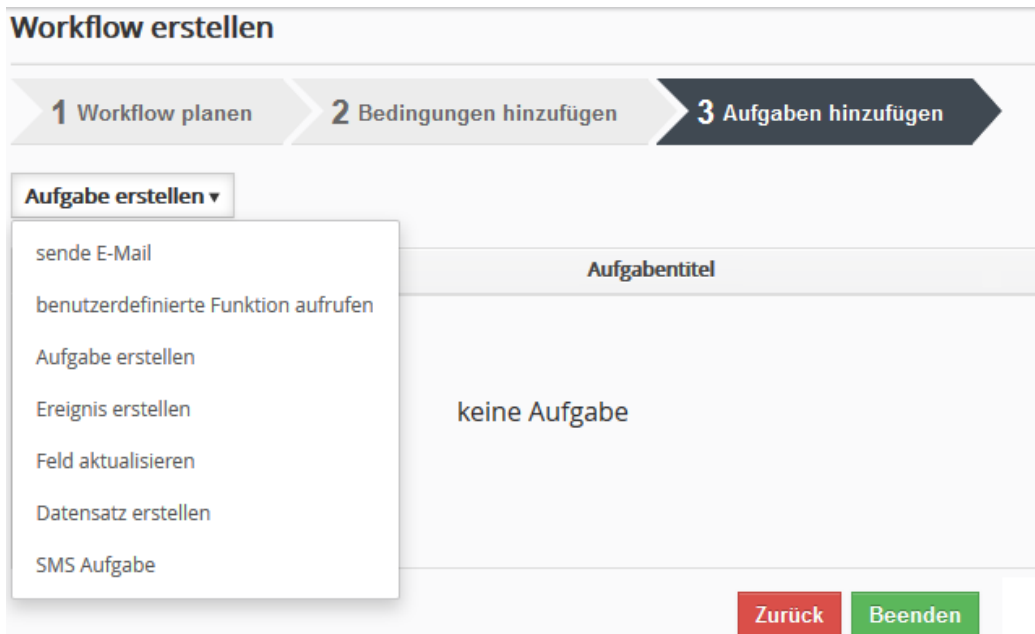 Workflow erstellen
1 Workflow planen 2 Bedingungen hinzufügen 3 Aufgaben hinzufügen
Aufgabe erstellen ▾
Aufgabentitel
sende E-Mail
benutzerdefinierte Funktion aufrufen
Aufgabe erstellen
Ereignis erstellen
Feld aktualisieren
Datensatz erstellen
SMS Aufgabe
keine Aufgabe
Zurück Beenden